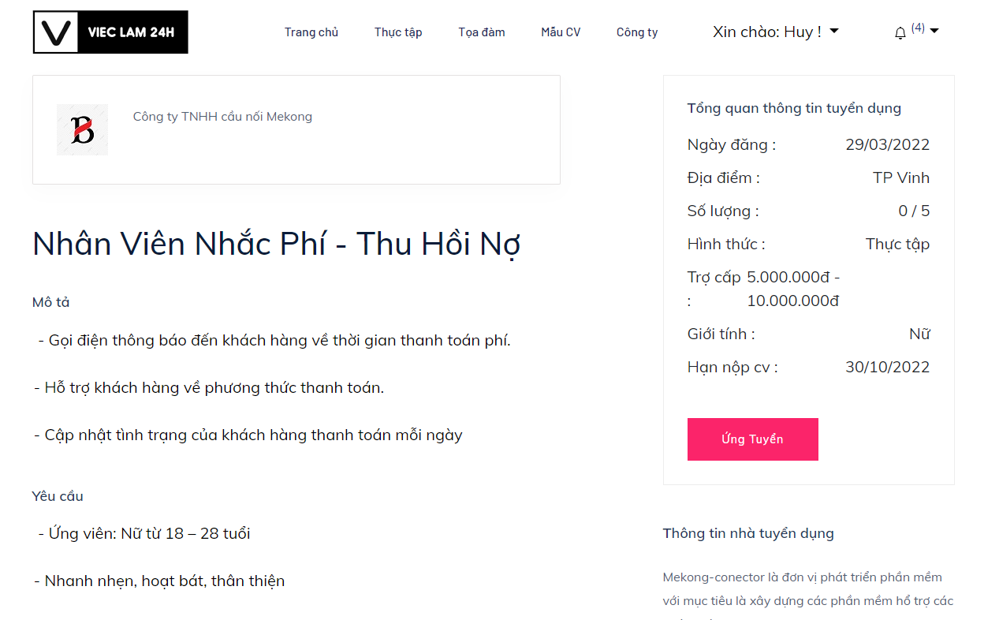 V VIEC LAM 24H
Trang chủ Thực tập Tọa đàm Mẫu CV Công ty Xin chào: Huy ! (4)
B
Công ty TNHH cầu nối Mekong
Nhân Viên Nhắc Phí - Thu Hồi Nợ
Mô tả
- Gọi điện thông báo đến khách hàng về thời gian thanh toán phí.
- Hỗ trợ khách hàng về phương thức thanh toán.
- Cập nhật tình trạng của khách hàng thanh toán mỗi ngày
Yêu cầu
- Ứng viên: Nữ từ 18 – 28 tuổi
- Nhanh nhẹn, hoạt bát, thân thiện
Tổng quan thông tin tuyển dụng
Ngày đăng : 29/03/2022
Địa điểm : TP Vinh
Số lượng : 0 / 5
Hình thức : Thực tập
Trợ cấp 5.000.000đ -
: 10.000.000đ
Giới tính : Nữ
Hạn nộp cv : 30/10/2022
Ứng Tuyển
Thông tin nhà tuyển dụng
Mekong-conector là đơn vị phát triển phần mềm
với mục tiêu là xây dựng các phần mềm hổ trợ các